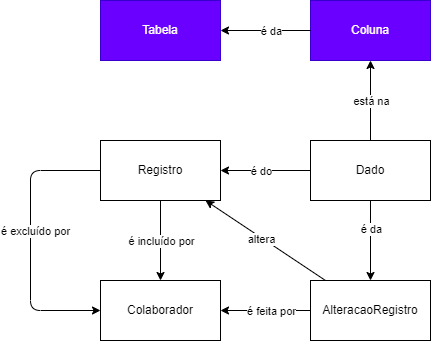 Tabela
é da
Coluna
está na
Registro
é do
Dado
é excluído por
é incluído por
altera
é da
Colaborador
é feita por
AlteracaoRegistro